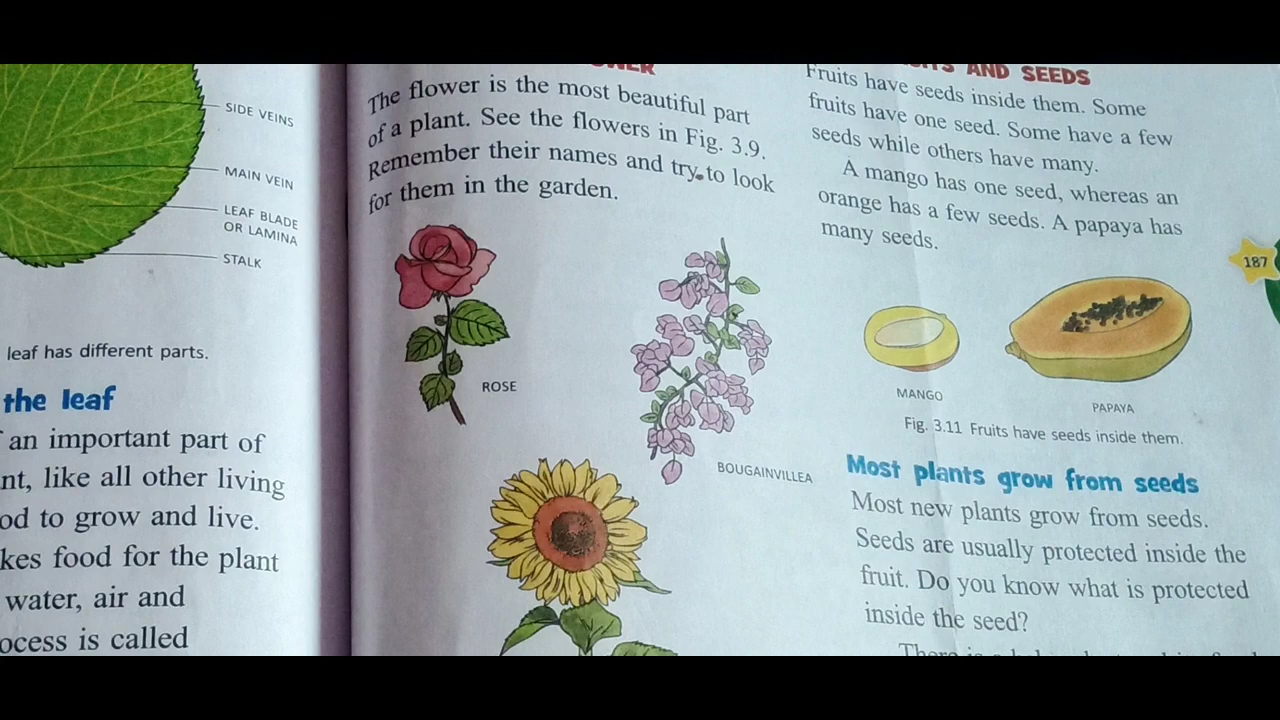 SIDE VEINS
MAIN VEIN
LEAF BLADE
OR LAMINA
STALK
leaf has different parts.
the leaf
an important part of
nt, like all other living
od to grow and live.
kes food for the plant
water, air and
ocess is called
The flower is the most beautiful part
of a plant. See the flowers in Fig. 3.9.
Remember their names and try to look
for them in the garden.
ROSE
BOUGAINVILLEA
AND SEEDS
Fruits have seeds inside them. Some
fruits have one seed. Some have a few
seeds while others have many.
A mango has one seed, whereas an
orange has a few seeds. A papaya has
many seeds.
187
MANGO
PAPAYA
Fig. 3.11 Fruits have seeds inside them.
Most plants grow from seeds
Most new plants grow from seeds.
Seeds are usually protected inside the
fruit. Do you know what is protected
inside the seed?